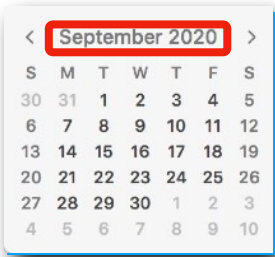 < September 2020 >
S M T W T F S
30 31 1 2 3 4 5
6 7 8 9 10 11 12
13 14 15 16 17 18 19
20 21 22 23 24 25 26
27 28 29 30 1 2 3
4 5 6 7 8 9 10